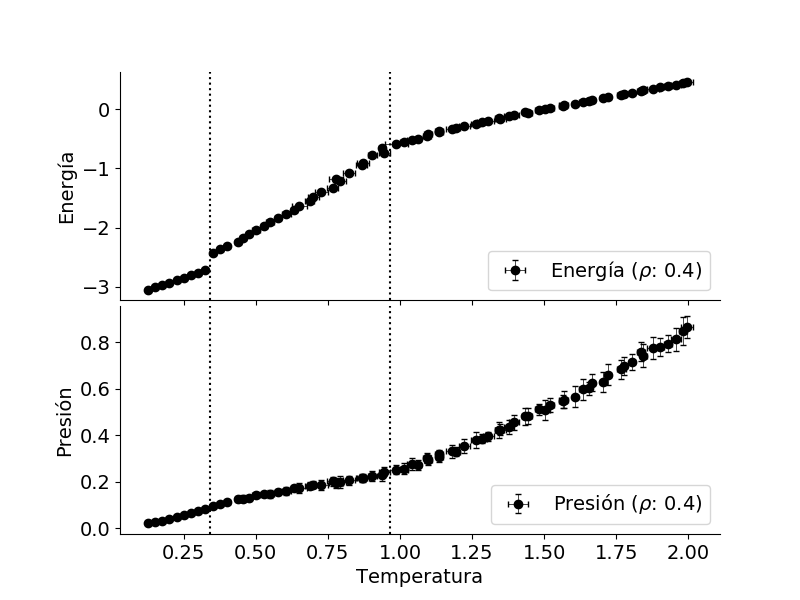 0
−1
−2
−3
Energía
Energía (ρ: 0.4)
0.8
0.6
0.4
0.2
0.0
Presión
Presión (ρ: 0.4)
0.25 0.50 0.75 1.00 1.25 1.50 1.75 2.00
Temperatura